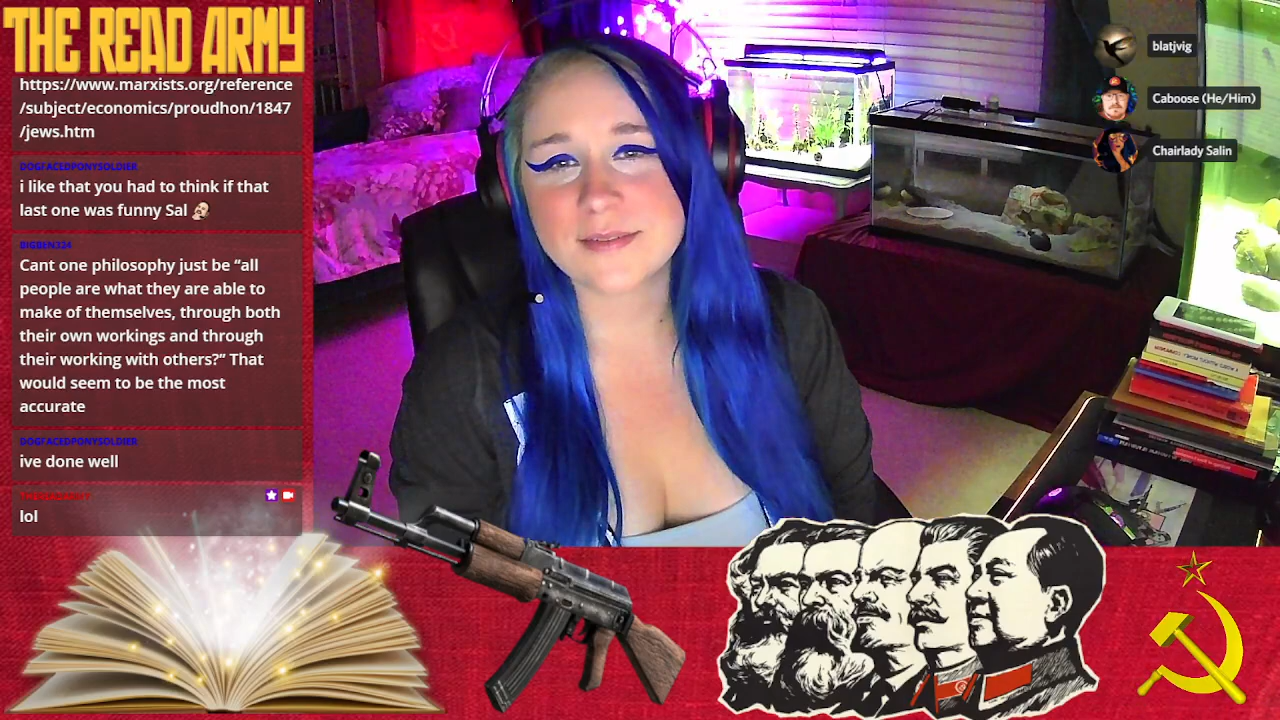 THE READ ARMY
https://www.marxists.org/reference
/subject/economics/proudhon/1847
/jews.htm
DOGFACEDPONYSOLDIER
i like that you had to think if that
last one was funny Sal
BIGBEN324
Cant one philosophy just be “all
people are what they are able to
make of themselves, through both
their own workings and through
their working with others?” That
would seem to be the most
accurate
DOGFACEDPONYSOLDIER
ive done well
lol
blatjvig
Caboose (He/Him)
Chairlady Salin